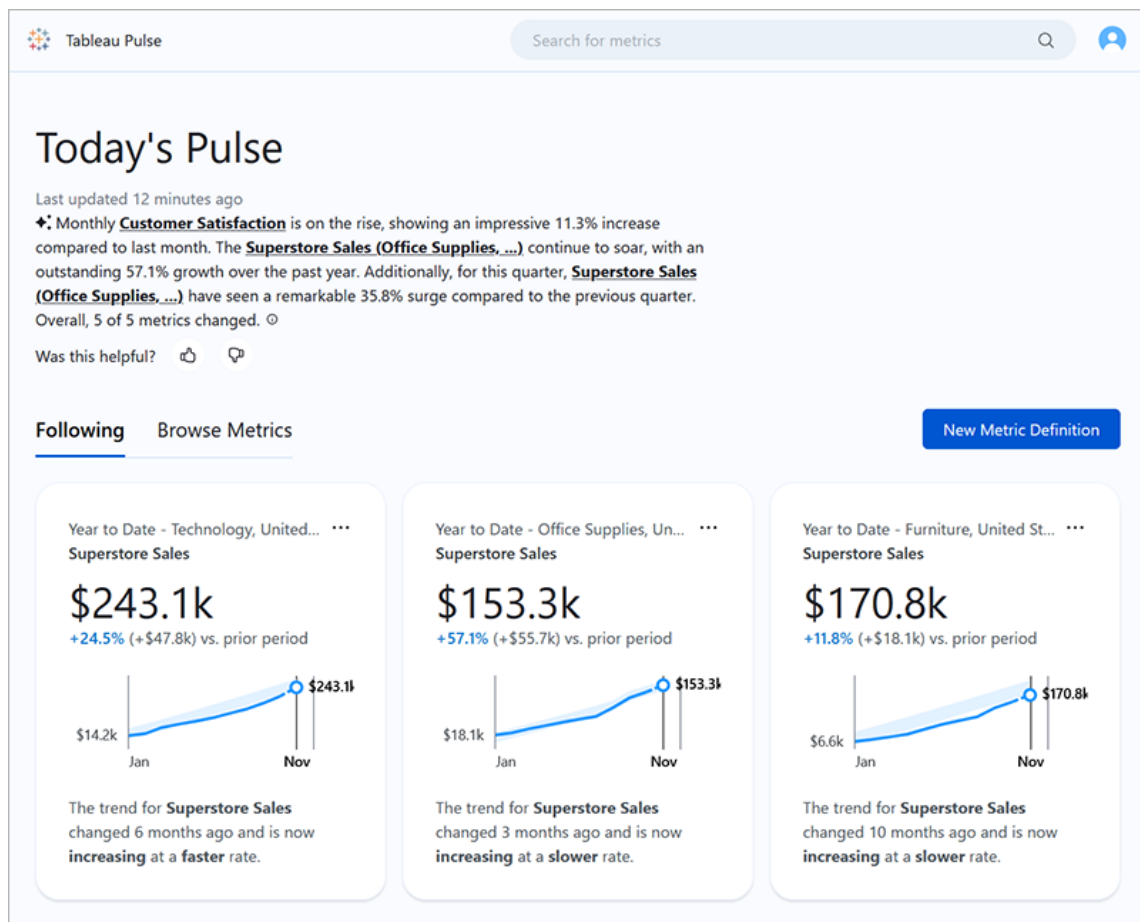 Tableau Pulse
Search for metrics
Today's Pulse
Last updated 12 minutes ago
Monthly Customer Satisfaction is on the rise, showing an impressive 11.3% increase
compared to last month. The Superstore Sales (Office Supplies, ...) continue to soar, with an
outstanding 57.1% growth over the past year. Additionally, for this quarter, Superstore Sales
(Office Supplies, ...) have seen a remarkable 35.8% surge compared to the previous quarter.
Overall, 5 of 5 metrics changed.
Was this helpful?
Following
Browse Metrics
New Metric Definition
Year to Date - Technology, United...
Superstore Sales
$243.1k
+24.5% (+$47.8k) vs. prior period
$243.1k
$14.2k
Jan
Nov
The trend for Superstore Sales
changed 6 months ago and is now
increasing at a faster rate.
Year to Date - Office Supplies, Un...
Superstore Sales
$153.3k
+57.1% (+$55.7k) vs. prior period
$153.3k
$18.1k
Jan
Nov
The trend for Superstore Sales
changed 3 months ago and is now
increasing at a slower rate.
Year to Date - Furniture, United St...
Superstore Sales
$170.8k
+11.8% (+$18.1k) vs. prior period
$170.8k
$6.6k
Jan
Nov
The trend for Superstore Sales
changed 10 months ago and is now
increasing at a slower rate.